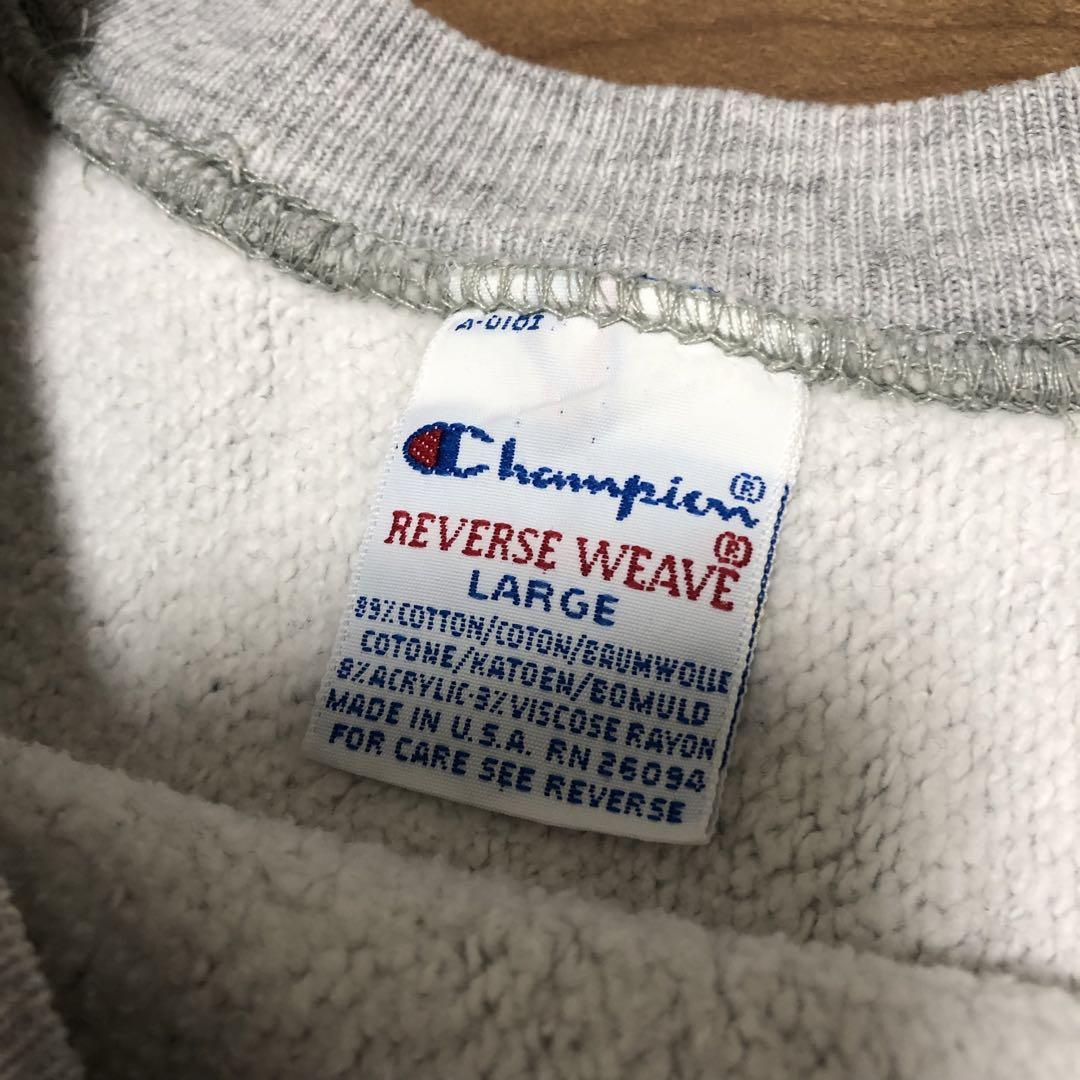 A-0101
Champion®
REVERSE WEAVE®
LARGE
89%COTTON/COTON/BAUMWOLLE
COTONE/KATOEN/BOMULD
8%ACRYLIC-3%VISCOSE RAYON
MADE IN U.S.A. RN 26094
FOR CARE SEE REVERSE